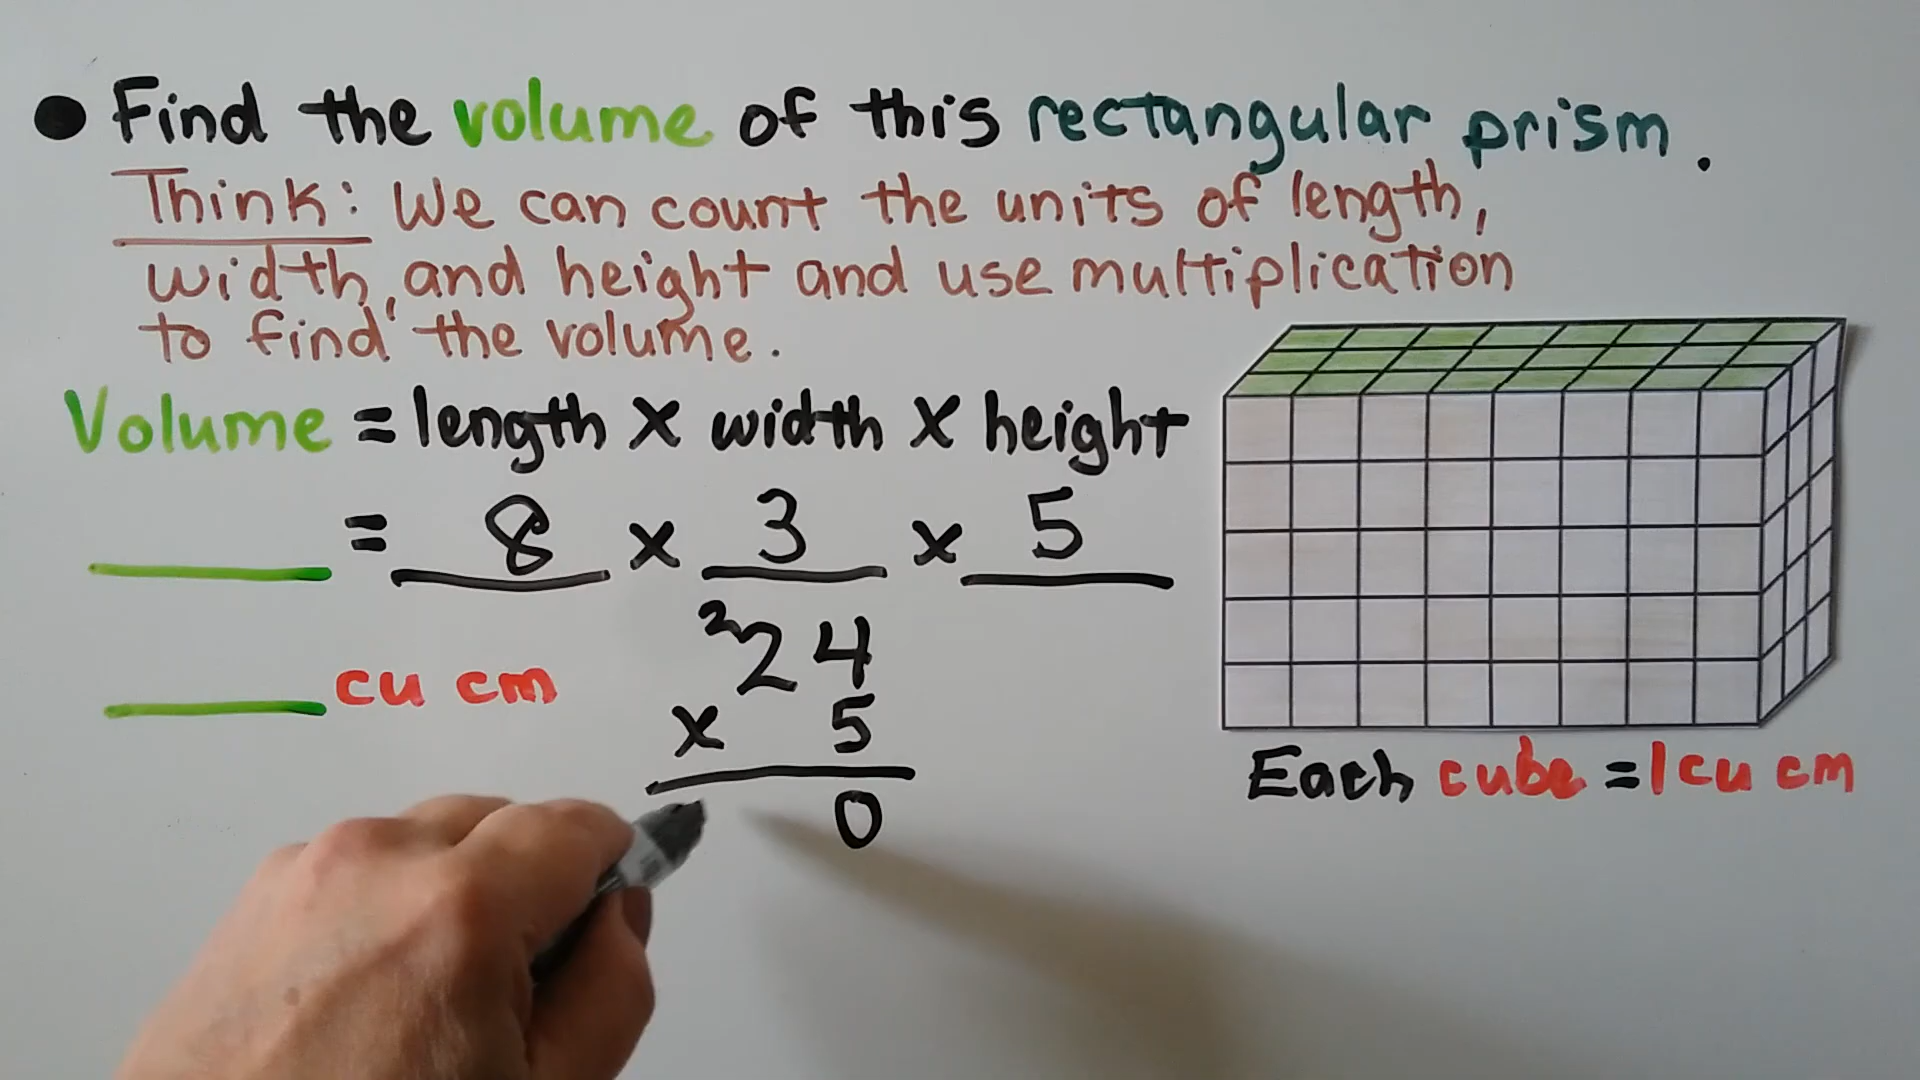 • Find the volume of this rectangular prism.
Think: We can count the units of length,
width, and height and use multiplication
to find the volume.
Volume = length x width x height
= 8 x 3 x 5
2
24
x 5
0
cu cm
Each cube = 1 cu cm